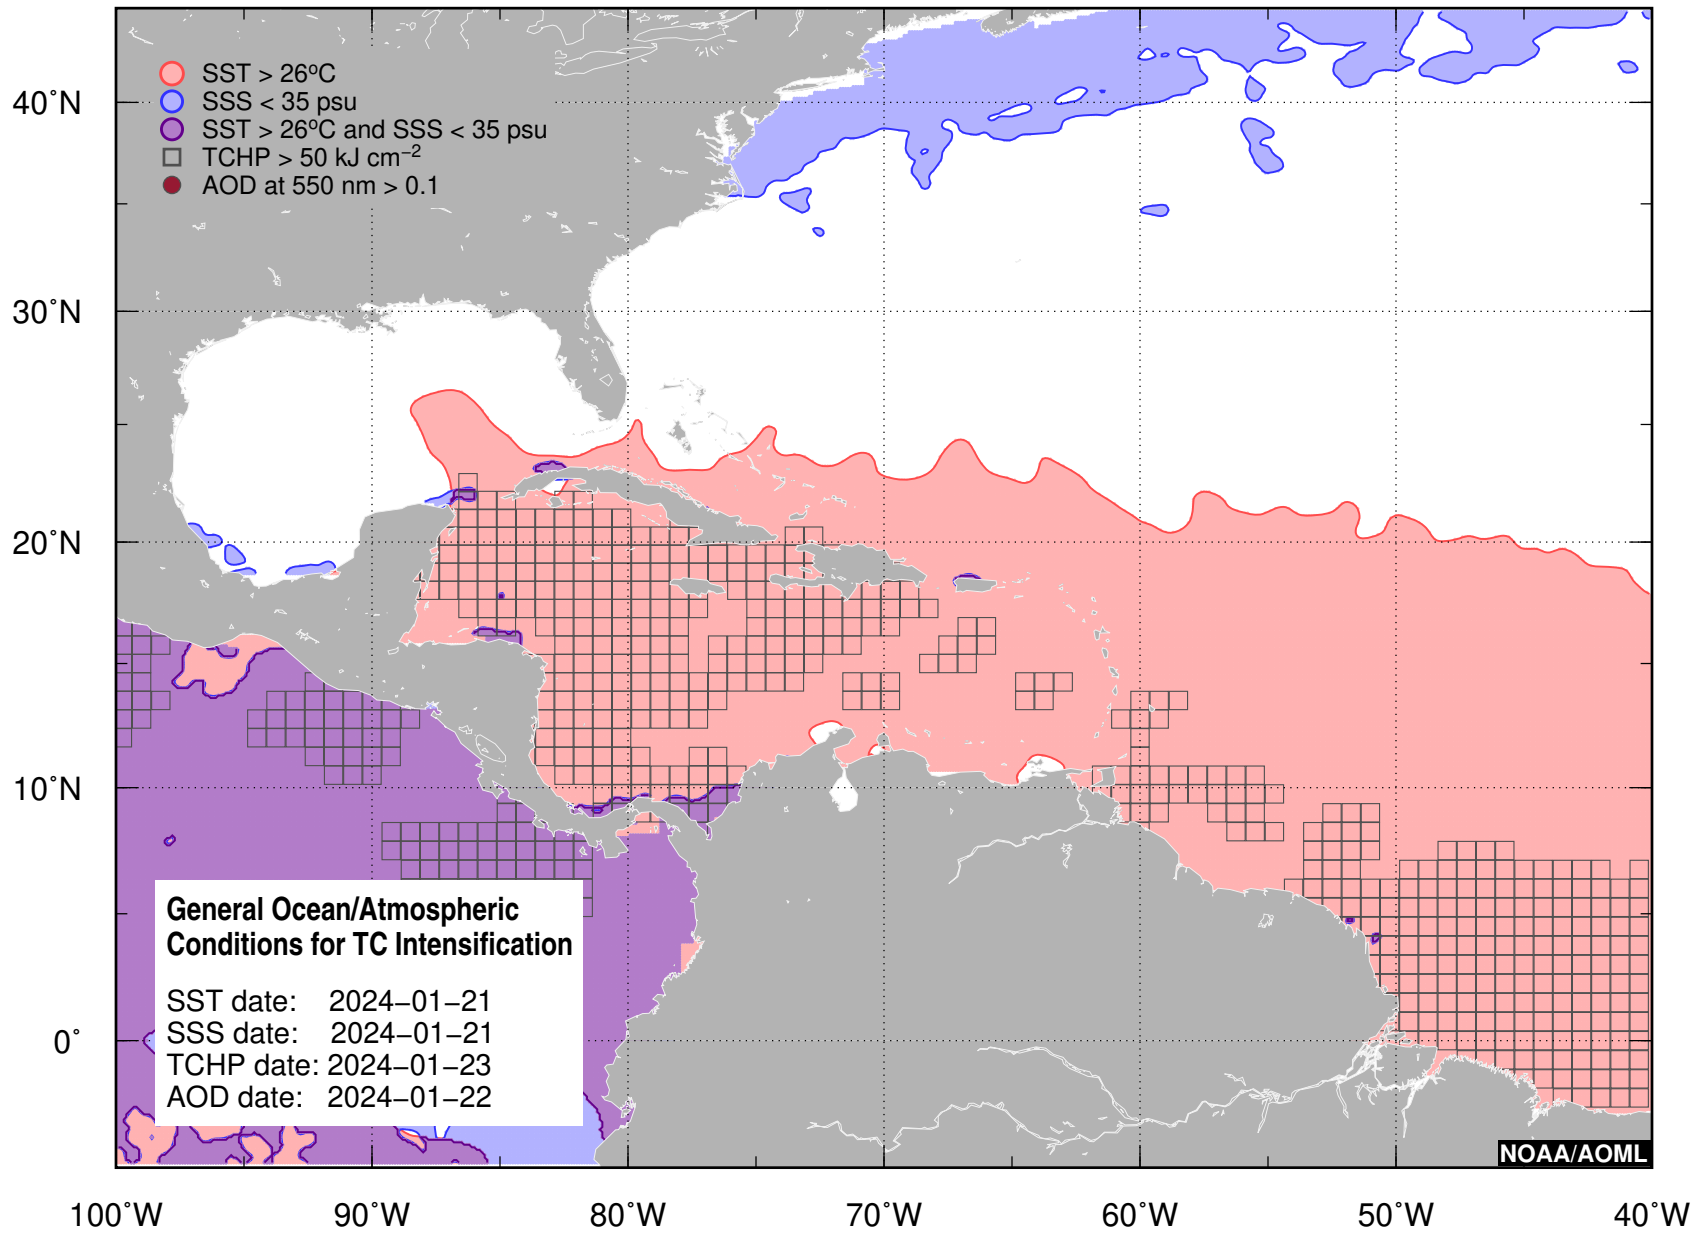 SST > 26°C
SSS < 35 psu
SST > 26°C and SSS < 35 psu
TCHP > 50 kJ cm⁻²
AOD at 550 nm > 0.1
40˚N
30˚N
20˚N
10˚N
0˚
General Ocean/Atmospheric
Conditions for TC Intensification
SST date: 2024−01−21
SSS date: 2024−01−21
TCHP date: 2024−01−23
AOD date: 2024−01−22
NOAA/AOML
100˚W 90˚W 80˚W 70˚W 60˚W 50˚W 40˚W